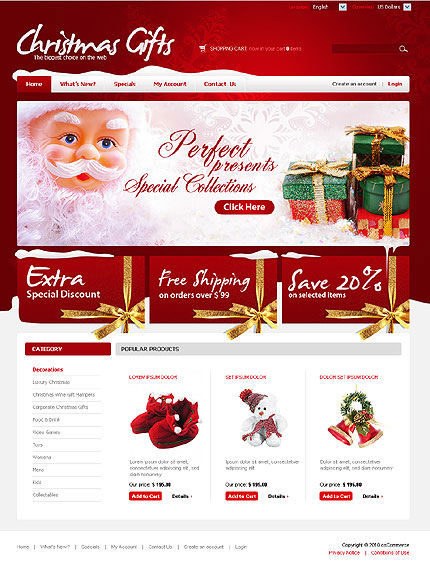 Language: English Currency: US Dollars
Christmas Gifts
The biggest choice on the web
SHOPPING CART: now in your cart 0 items
Home What's New? Specials My Account Contact Us Create an account | Login
Perfect
presents
Special Collections
Click Here
Extra
Special Discount
Free Shipping
on orders over $99
Save 20%
on selected items
CATEGORY
POPULAR PRODUCTS
Decorations
Luxury Christmas
Christmas Wine Gift Hampers
Corporate Christmas Gifts
Food & Drink
Video Games
Toys
Womens
Mens
Kids
Collectables
LOREM IPSUM DOLOR
SET IPSUM DOLOR
DOLOR SET IPSUM DOLOR
Lorem ipsum dolor sit amet,
consectetuer adipiscing elit, sed
diam nonummy
Our price: $ 195.00
Add to Cart Details
Lorem ipsum dolor sit amet, consectetuer
adipiscing elit
Our price: $ 195.00
Add to Cart Details
Lorem ipsum dolor sit amet,
consectetuer adipiscing elit, sed
diam nonummy
Our price: $ 195.00
Add to Cart Details
Home | What's New? | Specials | My Account | Contact Us | Create an account | Login
Copyright © 2010 osCommerce
Privacy Notice | Conditions of Use